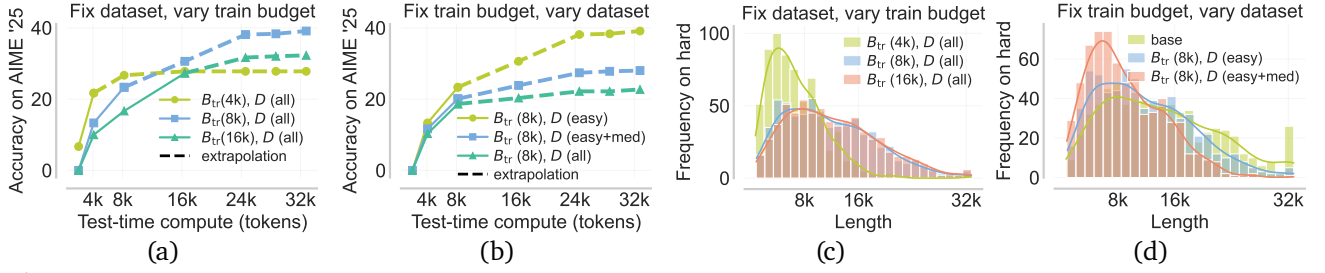 Fix dataset, vary train budget
Accuracy on AIME '25
40
20
0
B_tr(4k), D (all)
B_tr(8k), D (all)
B_tr(16k), D (all)
extrapolation
4k 8k 16k 24k 32k
Test-time compute (tokens)
(a)
Fix train budget, vary dataset
Accuracy on AIME '25
40
20
0
B_tr (8k), D (easy)
B_tr (8k), D (easy+med)
B_tr (8k), D (all)
extrapolation
4k 8k 16k 24k 32k
Test-time compute (tokens)
(b)
Fix dataset, vary train budget
Frequency on hard
100
50
0
B_tr (4k), D (all)
B_tr (8k), D (all)
B_tr (16k), D (all)
8k 16k 32k
Length
(c)
Fix train budget, vary dataset
Frequency on hard
60
40
20
0
base
B_tr (8k), D (easy)
B_tr (8k), D (easy+med)
8k 16k 32k
Length
(d)